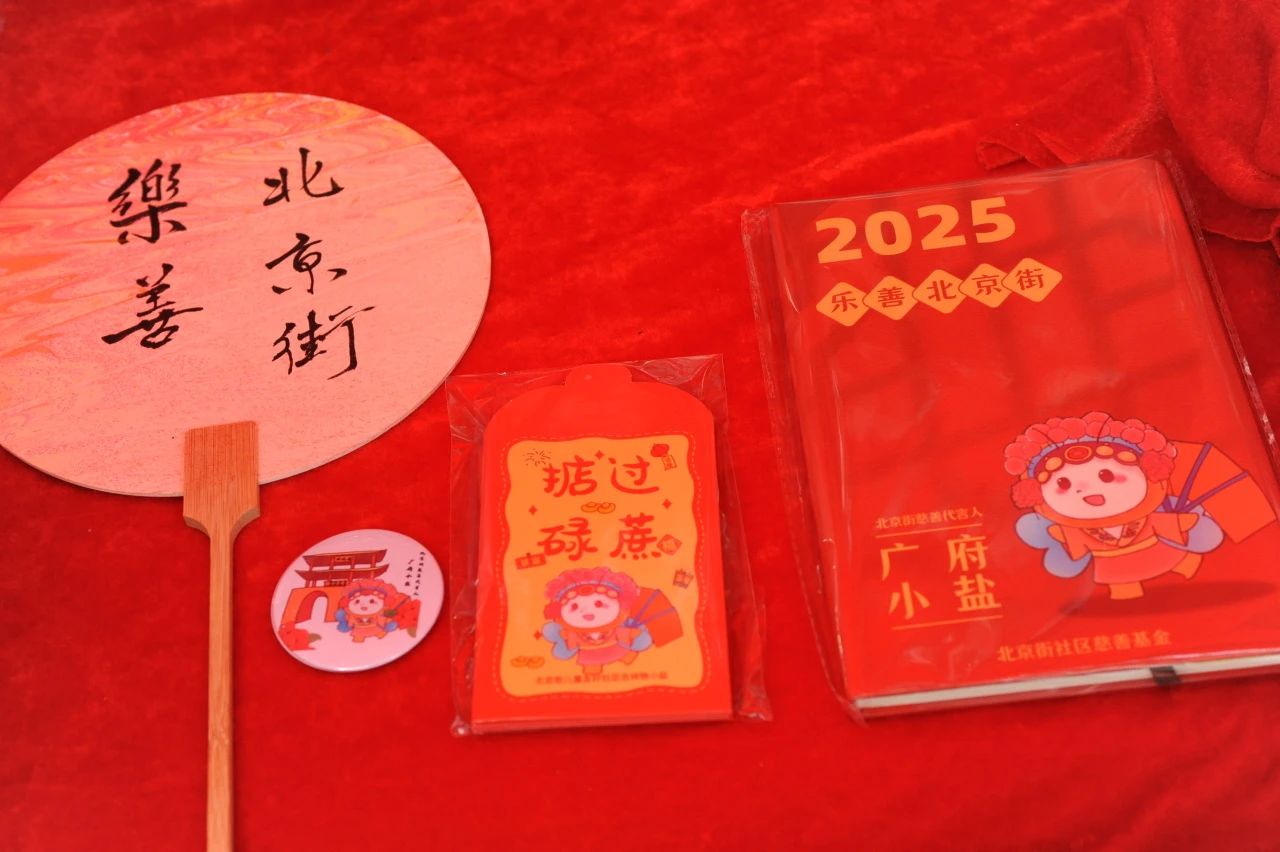 北京街
樂善
掂过
碌蔗
2025
乐善北京街
北京街慈善代言人
广府
小盐
北京街社区慈善基金